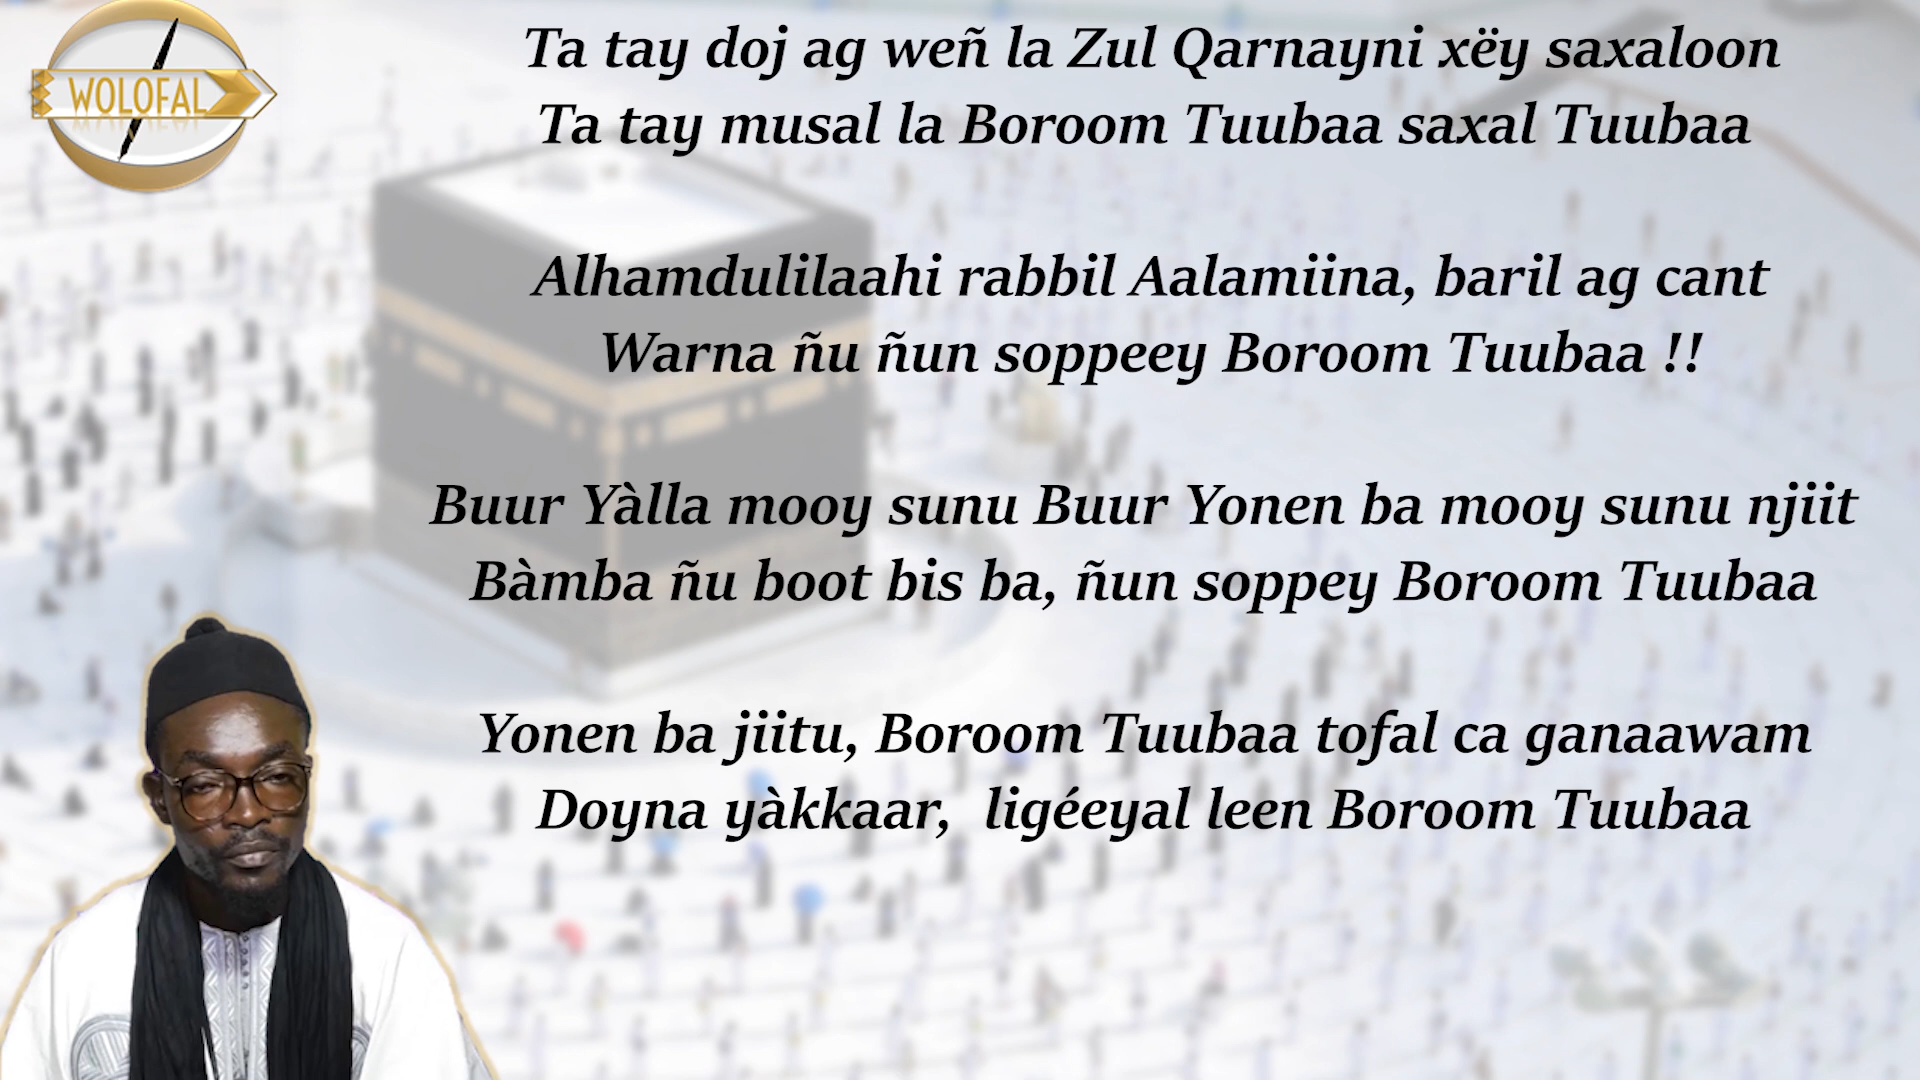 WOLOFAL
Ta tay doj ag weñ la Zul Qarnayni xëy saxaloon
Ta tay musal la Boroom Tuubaa saxal Tuubaa
Alhamdulilaahi rabbil Aalamiina, baril ag cant
Warna ñu ñun soppeey Boroom Tuubaa !!
Buur Yàlla mooy sunu Buur Yonen ba mooy sunu njiit
Bàmba ñu boot bis ba, ñun soppey Boroom Tuubaa
Yonen ba jiitu, Boroom Tuubaa tofal ca ganaawam
Doyna yàkkaar, ligéeyal leen Boroom Tuubaa